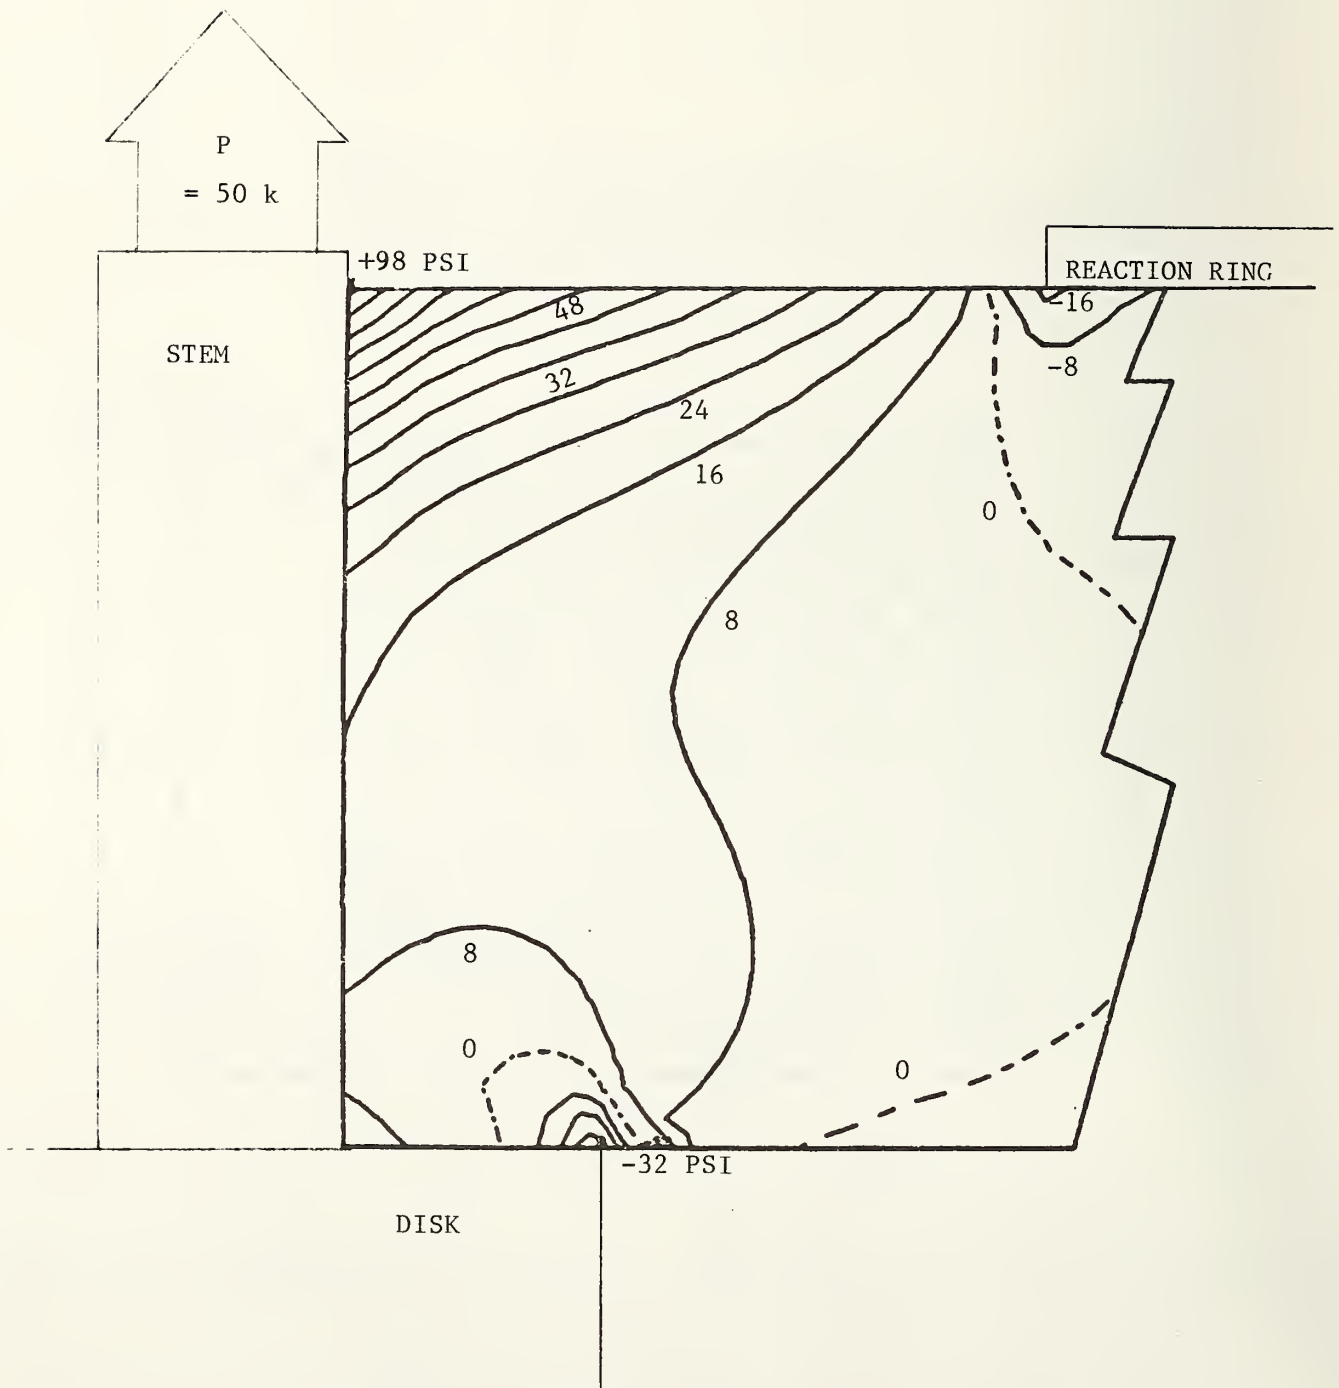 P
= 50 k
+98 PSI
REACTION RING
-16
48
STEM
-8
32
24
16
0
8
8
0
0
-32 PSI
DISK